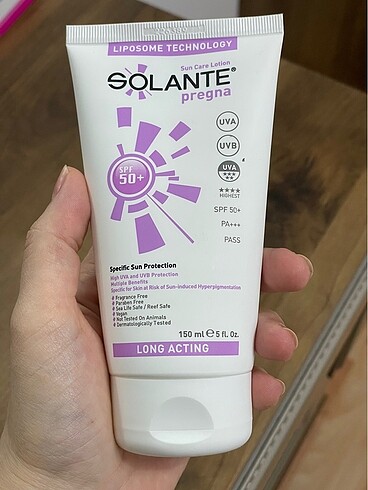 LIPOSOME TECHNOLOGY
Sun Care Lotion
SOLANTE®
pregna
SPF
50+
UVA
UVB
UVA
★★★
★★
★★★★
HIGHEST
SPF 50+
PA+++
PASS
Specific Sun Protection
High UVA and UVB Protection
Multiple Benefits
Specific for Skin at Risk of Sun-induced Hyperpigmentation
# Fragrance Free
# Paraben Free
# Sea Life Safe / Reef Safe
# Vegan
# Not Tested On Animals
# Dermatologically Tested
150 ml ℮ 5 fl. Oz.
LONG ACTING